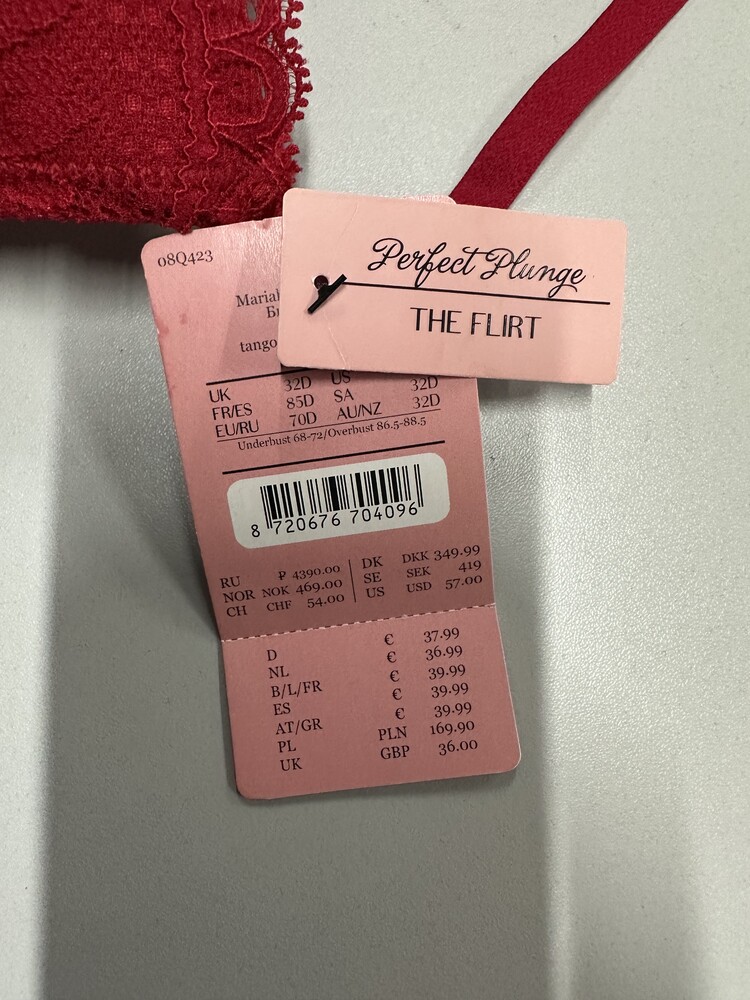 08Q423
Perfect Plunge
THE FLIRT
Mariah
tango
UK 32D US 32D
FR/ES 85D SA 32D
EU/RU 70D AU/NZ 32D
Underbust 68-72/Overbust 86.5-88.5
8 720676 704096
RU ₽ 4390.00 DK DKK 349.99
NOR NOK 469.00 SE SEK 419
CH CHF 54.00 US USD 57.00
D € 37.99
NL € 36.99
B/L/FR € 39.99
ES € 39.99
AT/GR € 39.99
PL PLN 169.90
UK GBP 36.00